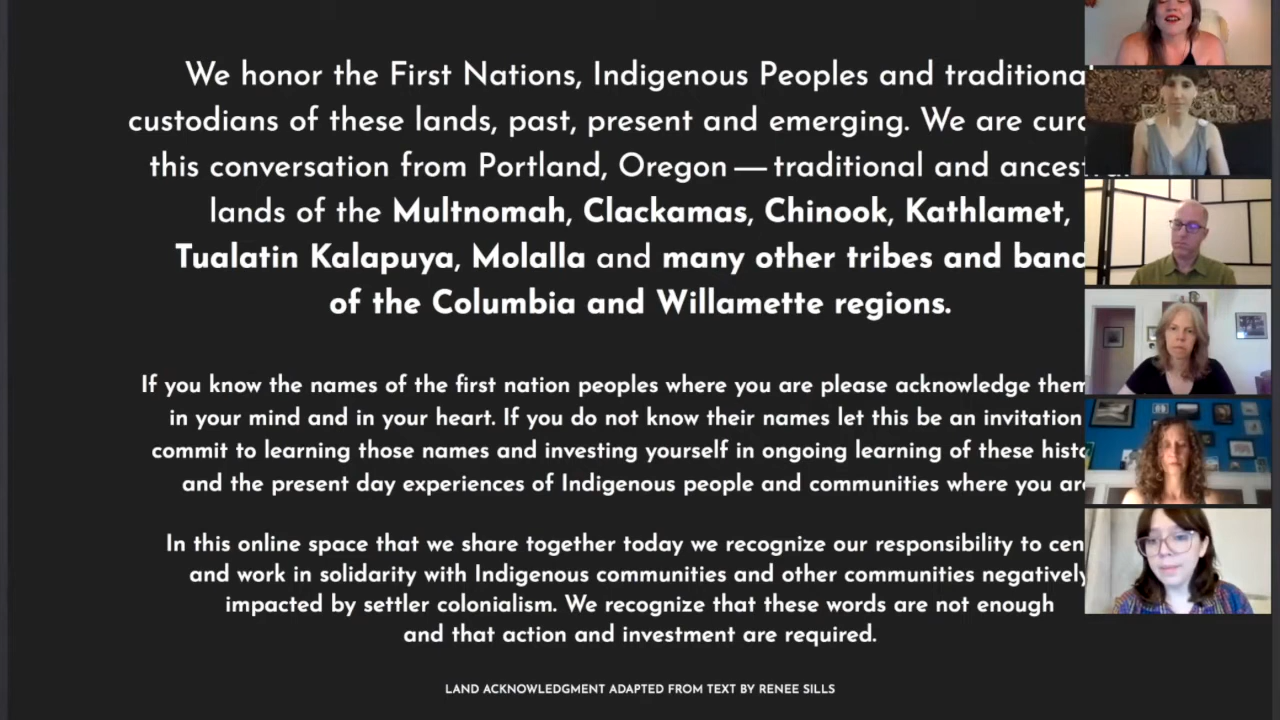 We honor the First Nations, Indigenous Peoples and traditiona
custodians of these lands, past, present and emerging. We are
this conversation from Portland, Oregon — traditional and
lands of the Multnomah, Clackamas, Chinook, Kathlamet,
Tualatin Kalapuya, Molalla and many other tribes and band
of the Columbia and Willamette regions.
If you know the names of the first nation peoples where you are please acknowledge them
in your mind and in your heart. If you do not know their names let this be an invitation
commit to learning those names and investing yourself in ongoing learning of these
and the present day experiences of Indigenous people and communities where you are
In this online space that we share together today we recognize our responsibility to
and work in solidarity with Indigenous communities and other communities negatively
impacted by settler colonialism. We recognize that these words are not enough
and that action and investment are required.
LAND ACKNOWLEDGMENT ADAPTED FROM TEXT BY RENEE SILLS